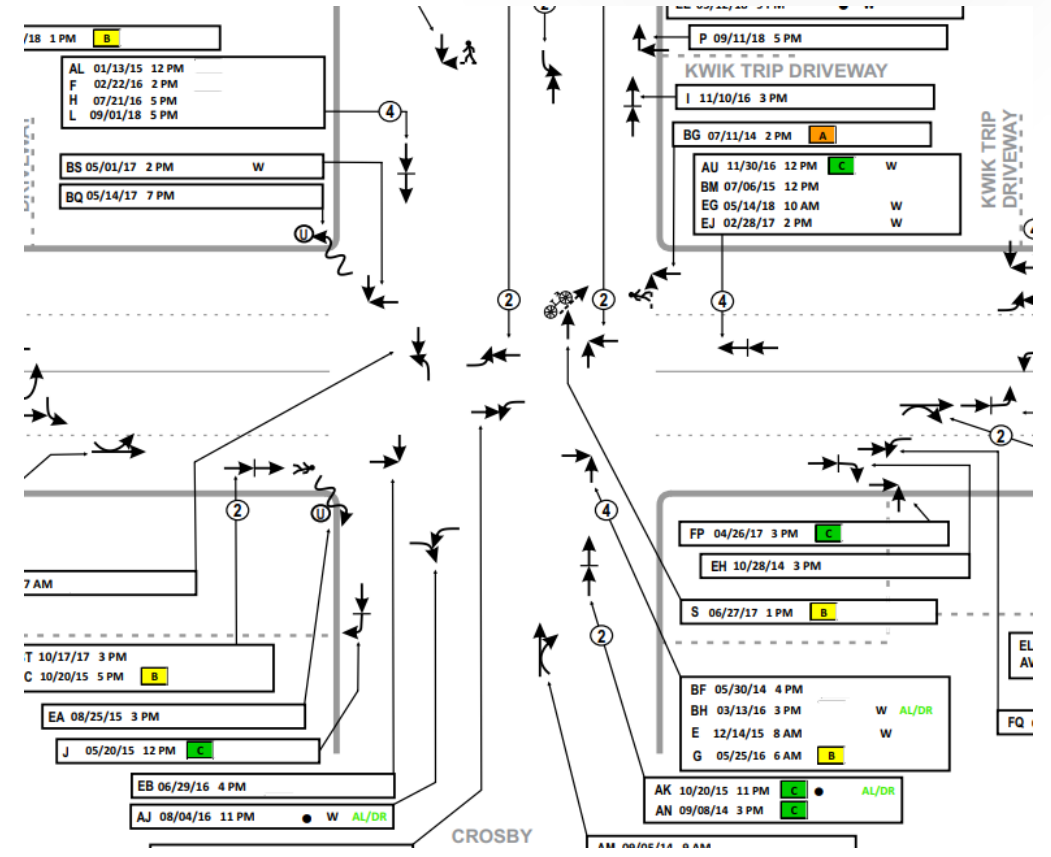 /18 1 PM B
AL 01/13/15 12 PM
F 02/22/16 2 PM
H 07/21/16 5 PM
L 09/01/18 5 PM
4
BS 05/01/17 2 PM W
BQ 05/14/17 7 PM
U
2
P 09/11/18 5 PM
KWIK TRIP DRIVEWAY
I 11/10/16 3 PM
BG 07/11/14 2 PM A
AU 11/30/16 12 PM C W
BM 07/06/15 12 PM
EG 05/14/18 10 AM W
EJ 02/28/17 2 PM W
KWIK TRIP
DRIVEWAY
2
2
4
2
2
U
4
FP 04/26/17 3 PM C
EH 10/28/14 3 PM
7 AM
S 06/27/17 1 PM B
2
T 10/17/17 3 PM
C 10/20/15 5 PM B
EA 08/25/15 3 PM
J 05/20/15 12 PM C
EB 06/29/16 4 PM
AJ 08/04/16 11 PM W AL/DR
BF 05/30/14 4 PM
BH 03/13/16 3 PM W AL/DR
E 12/14/15 8 AM W
G 05/25/16 6 AM B
EL
AV
FQ
AK 10/20/15 11 PM C AL/DR
AN 09/08/14 3 PM C
CROSBY
AM 09/05/14 9 AM